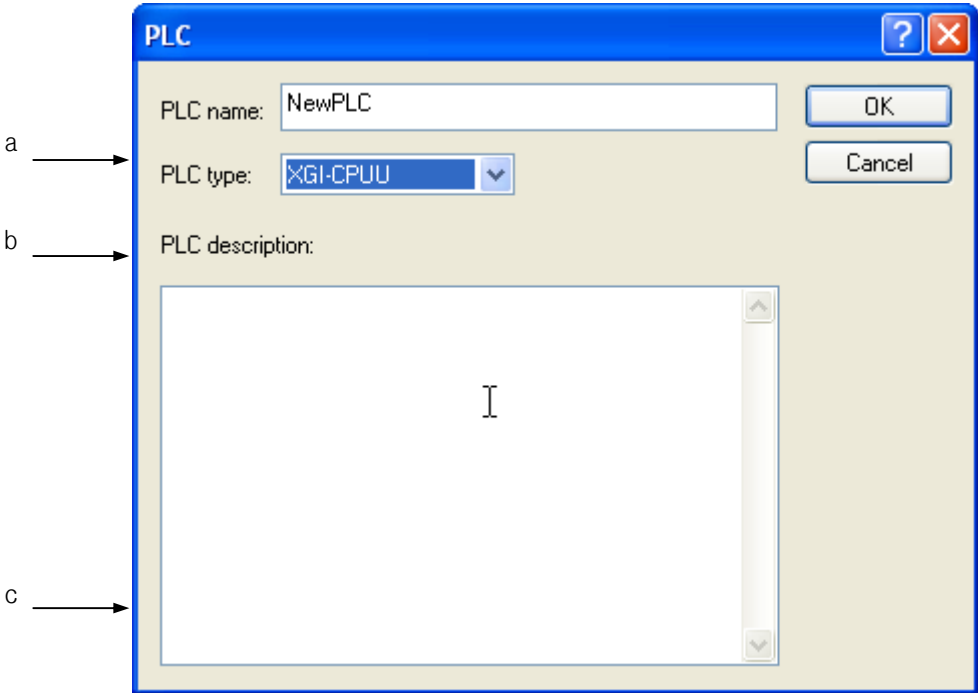 PLC
PLC name: NewPLC
OK
a
PLC type: XGI-CPUU
Cancel
b
PLC description:
c